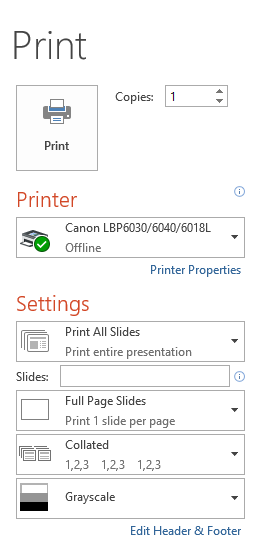 Print
Copies: 1
Print
Printer
Canon LBP6030/6040/6018L
Offline
Printer Properties
Settings
Print All Slides
Print entire presentation
Slides:
Full Page Slides
Print 1 slide per page
Collated
1,2,3 1,2,3 1,2,3
Grayscale
Edit Header & Footer